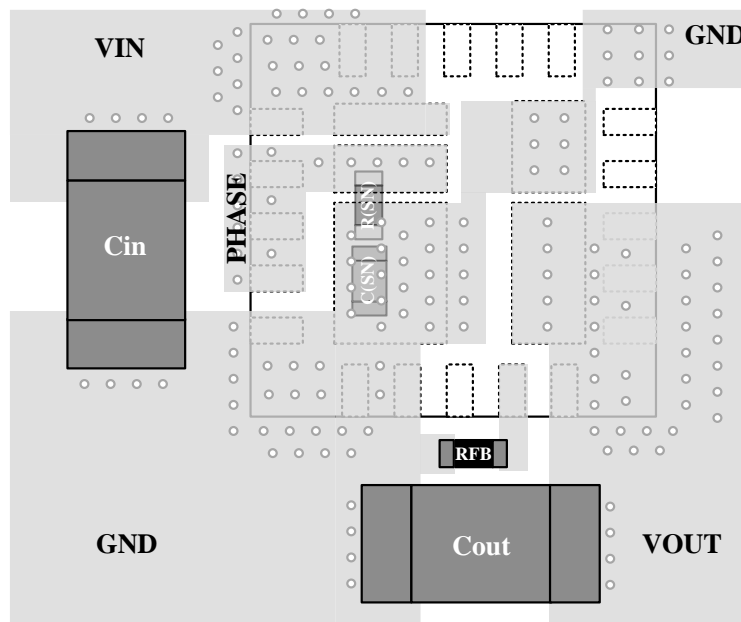 VIN
GND
PHASE
R(SN)
Cin
C(SN)
RFB
GND
Cout
VOUT